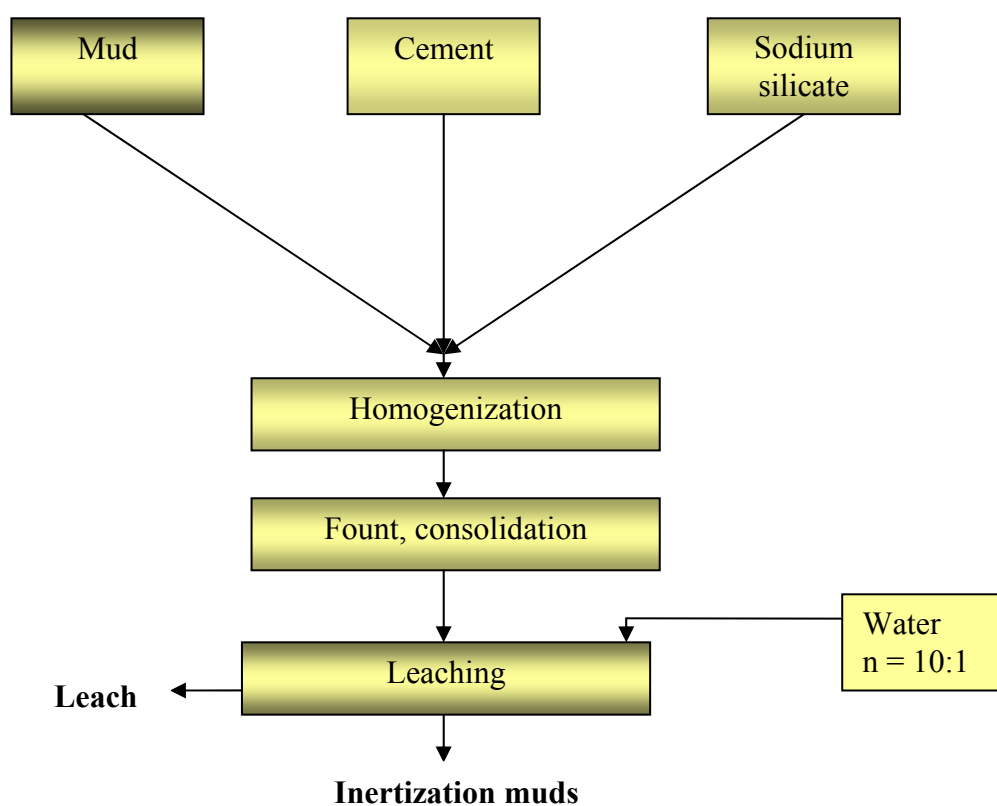 Mud
Cement
Sodium
silicate
Homogenization
Fount, consolidation
Water
n = 10:1
Leaching
Leach
Inertization muds